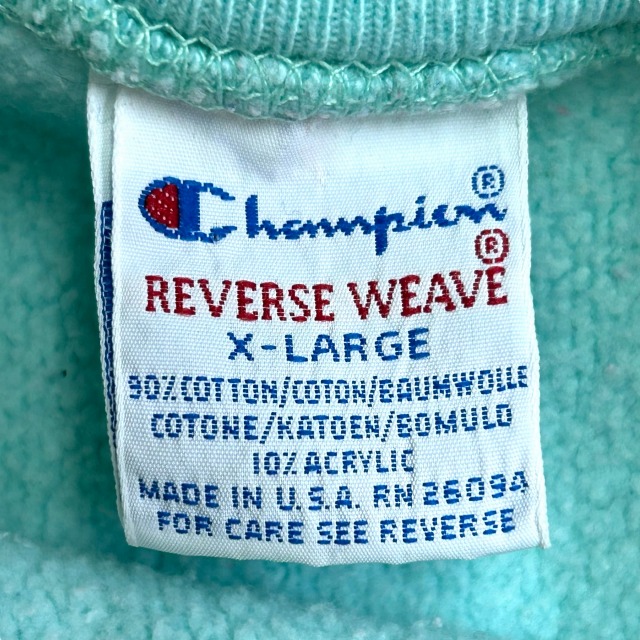 Champion®
REVERSE WEAVE®
X-LARGE
90% COTTON/COTON/BAUMWOLLE
COTONE/KATOEN/BOMULD
10% ACRYLIC
MADE IN U.S.A. RN 26094
FOR CARE SEE REVERSE